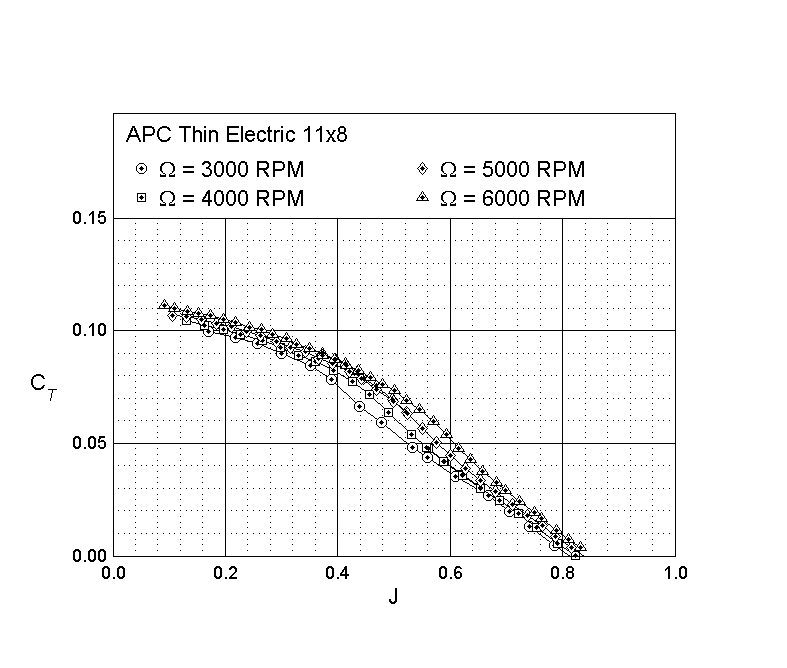 APC Thin Electric 11x8
Ω = 3000 RPM
Ω = 5000 RPM
Ω = 4000 RPM
Ω = 6000 RPM
0.15
0.10
C_T
0.05
0.00
0.0 0.2 0.4 0.6 0.8 1.0
J